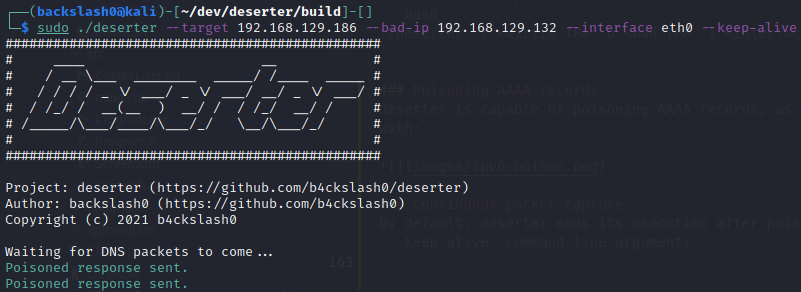 ┌──(backslash0@kali)-[~/dev/deserter/build]-[]
└─$ sudo ./deserter --target 192.168.129.186 --bad-ip 192.168.129.132 --interface eth0 --keep-alive
Deserter
### Poisoning AAAA records
Deserter is capable of poisoning AAAA records, as
with:
![](images/ipv6-poison.png)
Project: deserter (https://github.com/b4ckslash0/deserter)
Continuous packet capture
Author: backslash0 (https://github.com/b4ckslash0)
By default, deserter ends its execution after pois
Copyright (c) 2021 b4ckslash0
--keep-alive command line argument:
Waiting for DNS packets to come...
163
Poisoned response sent.
Poisoned response sent.